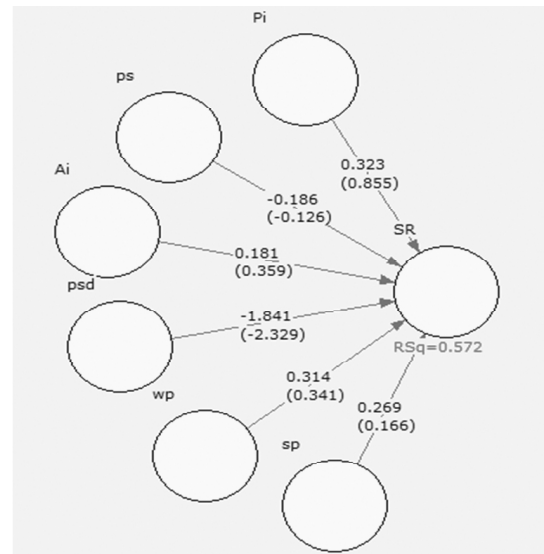 Pi
ps
0.323
(0.855)
Ai
-0.186
(-0.126)
SR
0.181
(0.359)
psd
-1.841
(-2.329)
RSq=0.572
0.314
(0.341)
wp
0.269
(0.166)
sp